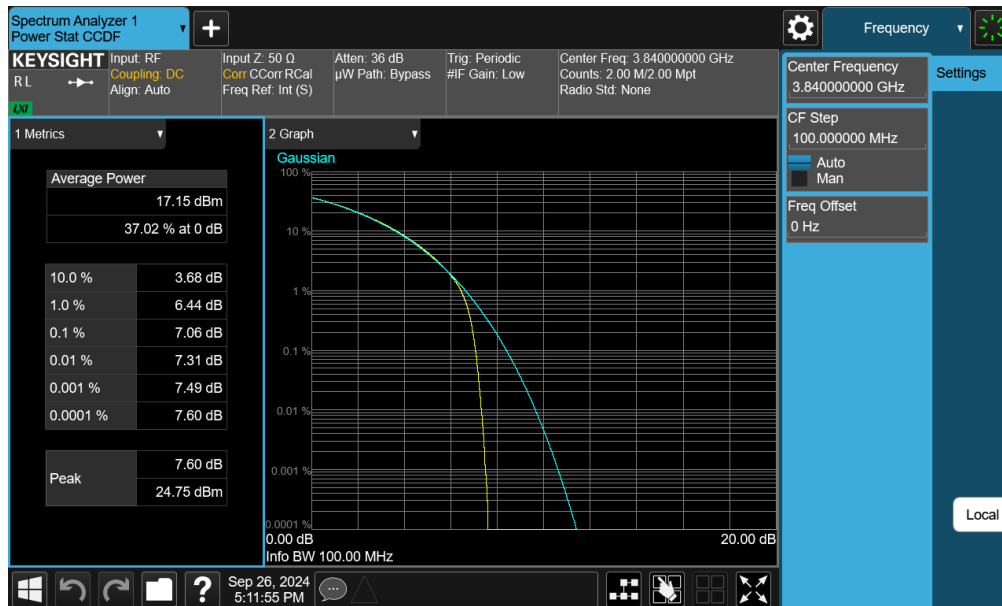 Spectrum Analyzer 1
Power Stat CCDF
Frequency
KEYSIGHT
R L
LXI
Input: RF
Coupling: DC
Align: Auto
Input Z: 50 Ω
Corr CCorr RCal
Freq Ref: Int (S)
Atten: 36 dB
µW Path: Bypass
Trig: Periodic
#IF Gain: Low
Center Freq: 3.840000000 GHz
Counts: 2.00 M/2.00 Mpt
Radio Std: None
Center Frequency
3.840000000 GHz
Settings
CF Step
100.000000 MHz
Auto
Man
Freq Offset
0 Hz
Local
1 Metrics
Average Power
17.15 dBm
37.02 % at 0 dB
10.0 % 3.68 dB
1.0 % 6.44 dB
0.1 % 7.06 dB
0.01 % 7.31 dB
0.001 % 7.49 dB
0.0001 % 7.60 dB
Peak
7.60 dB
24.75 dBm
2 Graph
Gaussian
100 %
10 %
1 %
0.1 %
0.01 %
0.001 %
0.0001 %
0.00 dB 20.00 dB
Info BW 100.00 MHz
?
Sep 26, 2024
5:11:55 PM